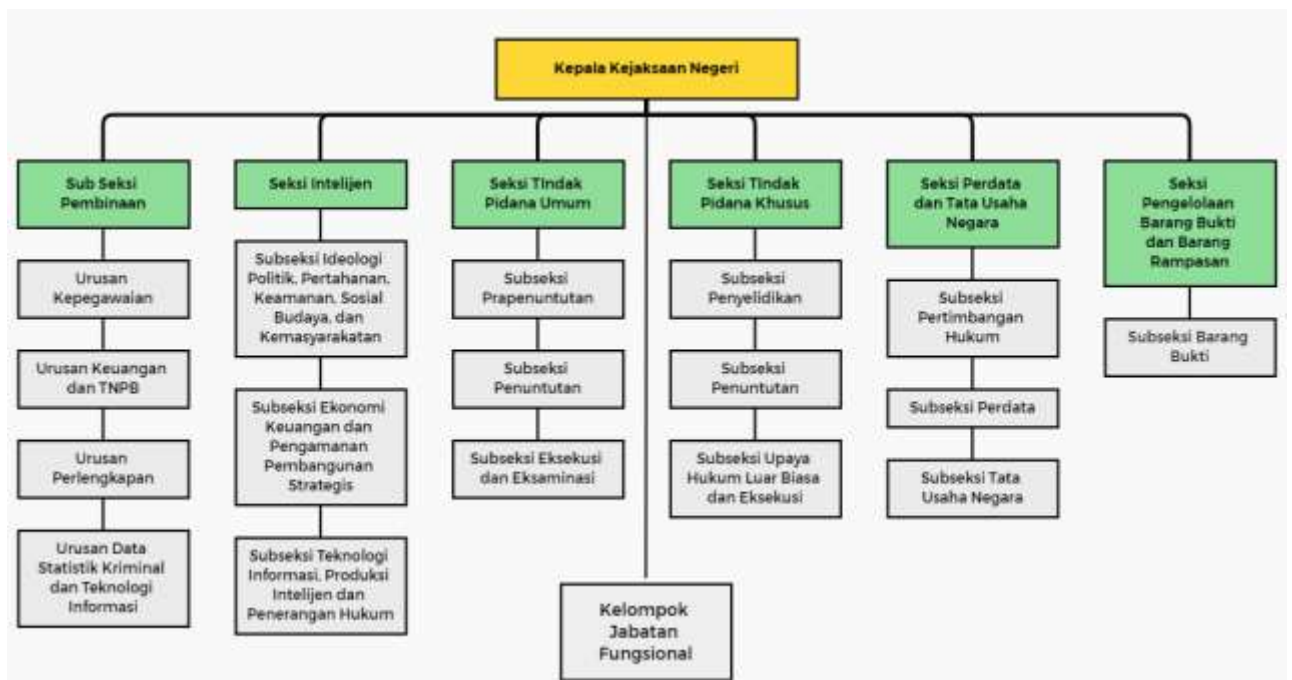 Kepala Kejaksaan Negeri
Sub Seksi
Pembinaan
Urusan
Kepegawaian
Urusan Keuangan
dan TNPB
Urusan
Perlengkapan
Urusan Data
Statistik Kriminal
dan Teknologi
Informasi
Seksi Intelijen
Subseksi Ideologi
Politik, Pertahanan,
Keamanan, Sosial
Budaya, dan
Kemasyarakatan
Subseksi Ekonomi
Keuangan dan
Pengamanan
Pembangunan
Strategis
Subseksi Teknologi
Informasi, Produksi
Intelijen dan
Penerangan Hukum
Seksi TIndak
Pidana Umum
Subseksi
Prapenuntutan
Subseksi
Penuntutan
Subseksi Eksekusi
dan Eksaminasi
Seksi TIndak
Pidana Khusus
Subseksi
Penyelidikan
Subseksi
Penuntutan
Subseksi Upaya
Hukum Luar Biasa
dan Eksekusi
Seksi Perdata
dan Tata Usaha
Negara
Subseksi
Pertimbangan
Hukum
Subseksi Perdata
Subseksi Tata
Usaha Negara
Seksi
Pengelolaan
Barang Bukti
dan Barang
Rampasan
Subseksi Barang
Bukti
Kelompok
Jabatan
Fungsional